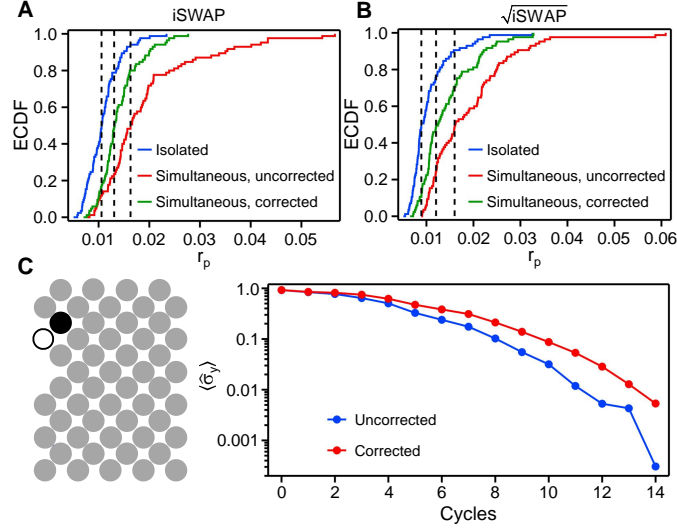 A
iSWAP
ECDF
1.0
0.8
0.6
0.4
0.2
0.0
Isolated
Simultaneous, uncorrected
Simultaneous, corrected
0.01 0.02 0.03 0.04 0.05
r_p
B
√iSWAP
ECDF
1.0
0.8
0.6
0.4
0.2
0.0
Isolated
Simultaneous, uncorrected
Simultaneous, corrected
0.01 0.02 0.03 0.04 0.05 0.06
r_p
C
⟨σ̂_y⟩
1.0
0.1
0.01
0.001
Uncorrected
Corrected
0 2 4 6 8 10 12 14
Cycles